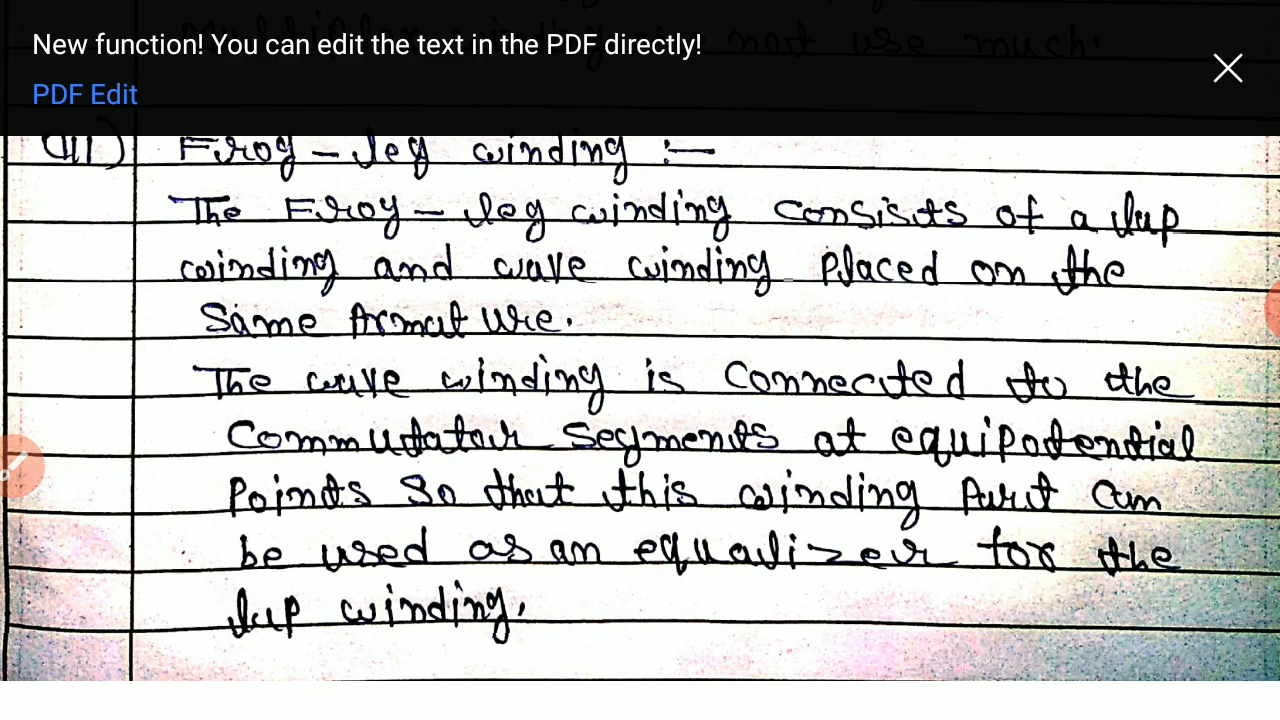 New function! You can edit the text in the PDF directly!
not use much.
PDF Edit
(III) Frog-leg winding :-
The Frog-leg winding consists of a lap
winding and wave winding placed on the
same Armature.
The wave winding is connected to the
Commutator segments at equipotential
Points so that this winding Part can
be used as an equalizer for the
lap winding.